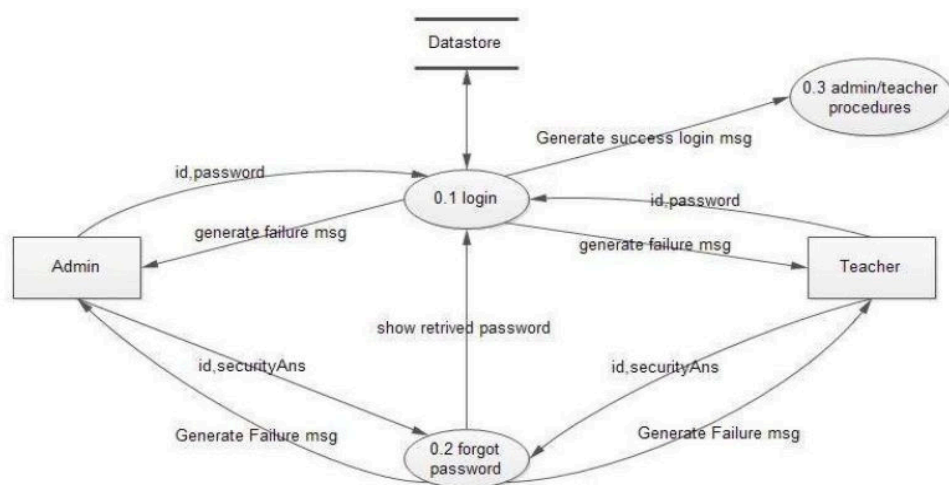 Datastore
0.3 admin/teacher
procedures
Generate success login msg
id,password
0.1 login
id,password
generate failure msg
generate failure msg
Admin
Teacher
show retrived password
id,securityAns
id,securityAns
Generate Failure msg
Generate Failure msg
0.2 forgot
password